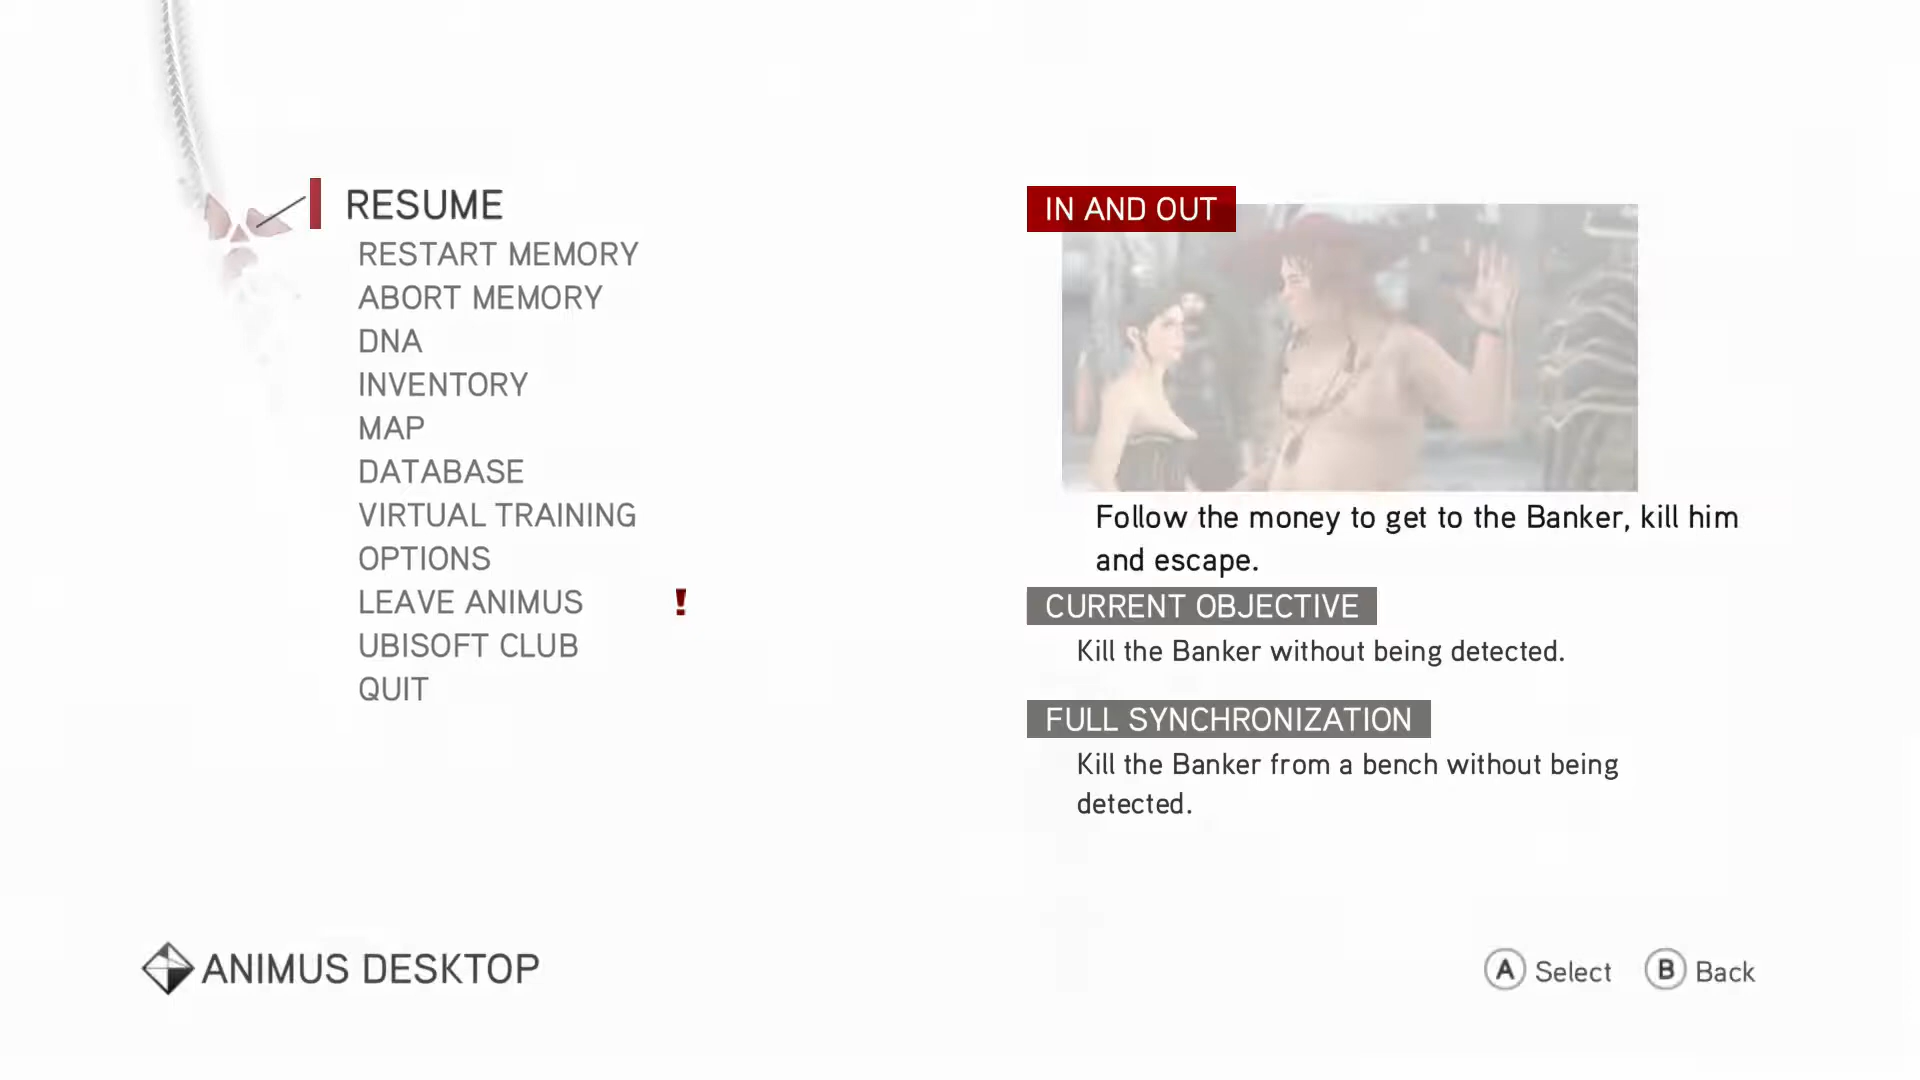 RESUME
RESTART MEMORY
ABORT MEMORY
DNA
INVENTORY
MAP
DATABASE
VIRTUAL TRAINING
OPTIONS
LEAVE ANIMUS !
UBISOFT CLUB
QUIT
IN AND OUT
Follow the money to get to the Banker, kill him
and escape.
CURRENT OBJECTIVE
Kill the Banker without being detected.
FULL SYNCHRONIZATION
Kill the Banker from a bench without being
detected.
ANIMUS DESKTOP
A Select B Back